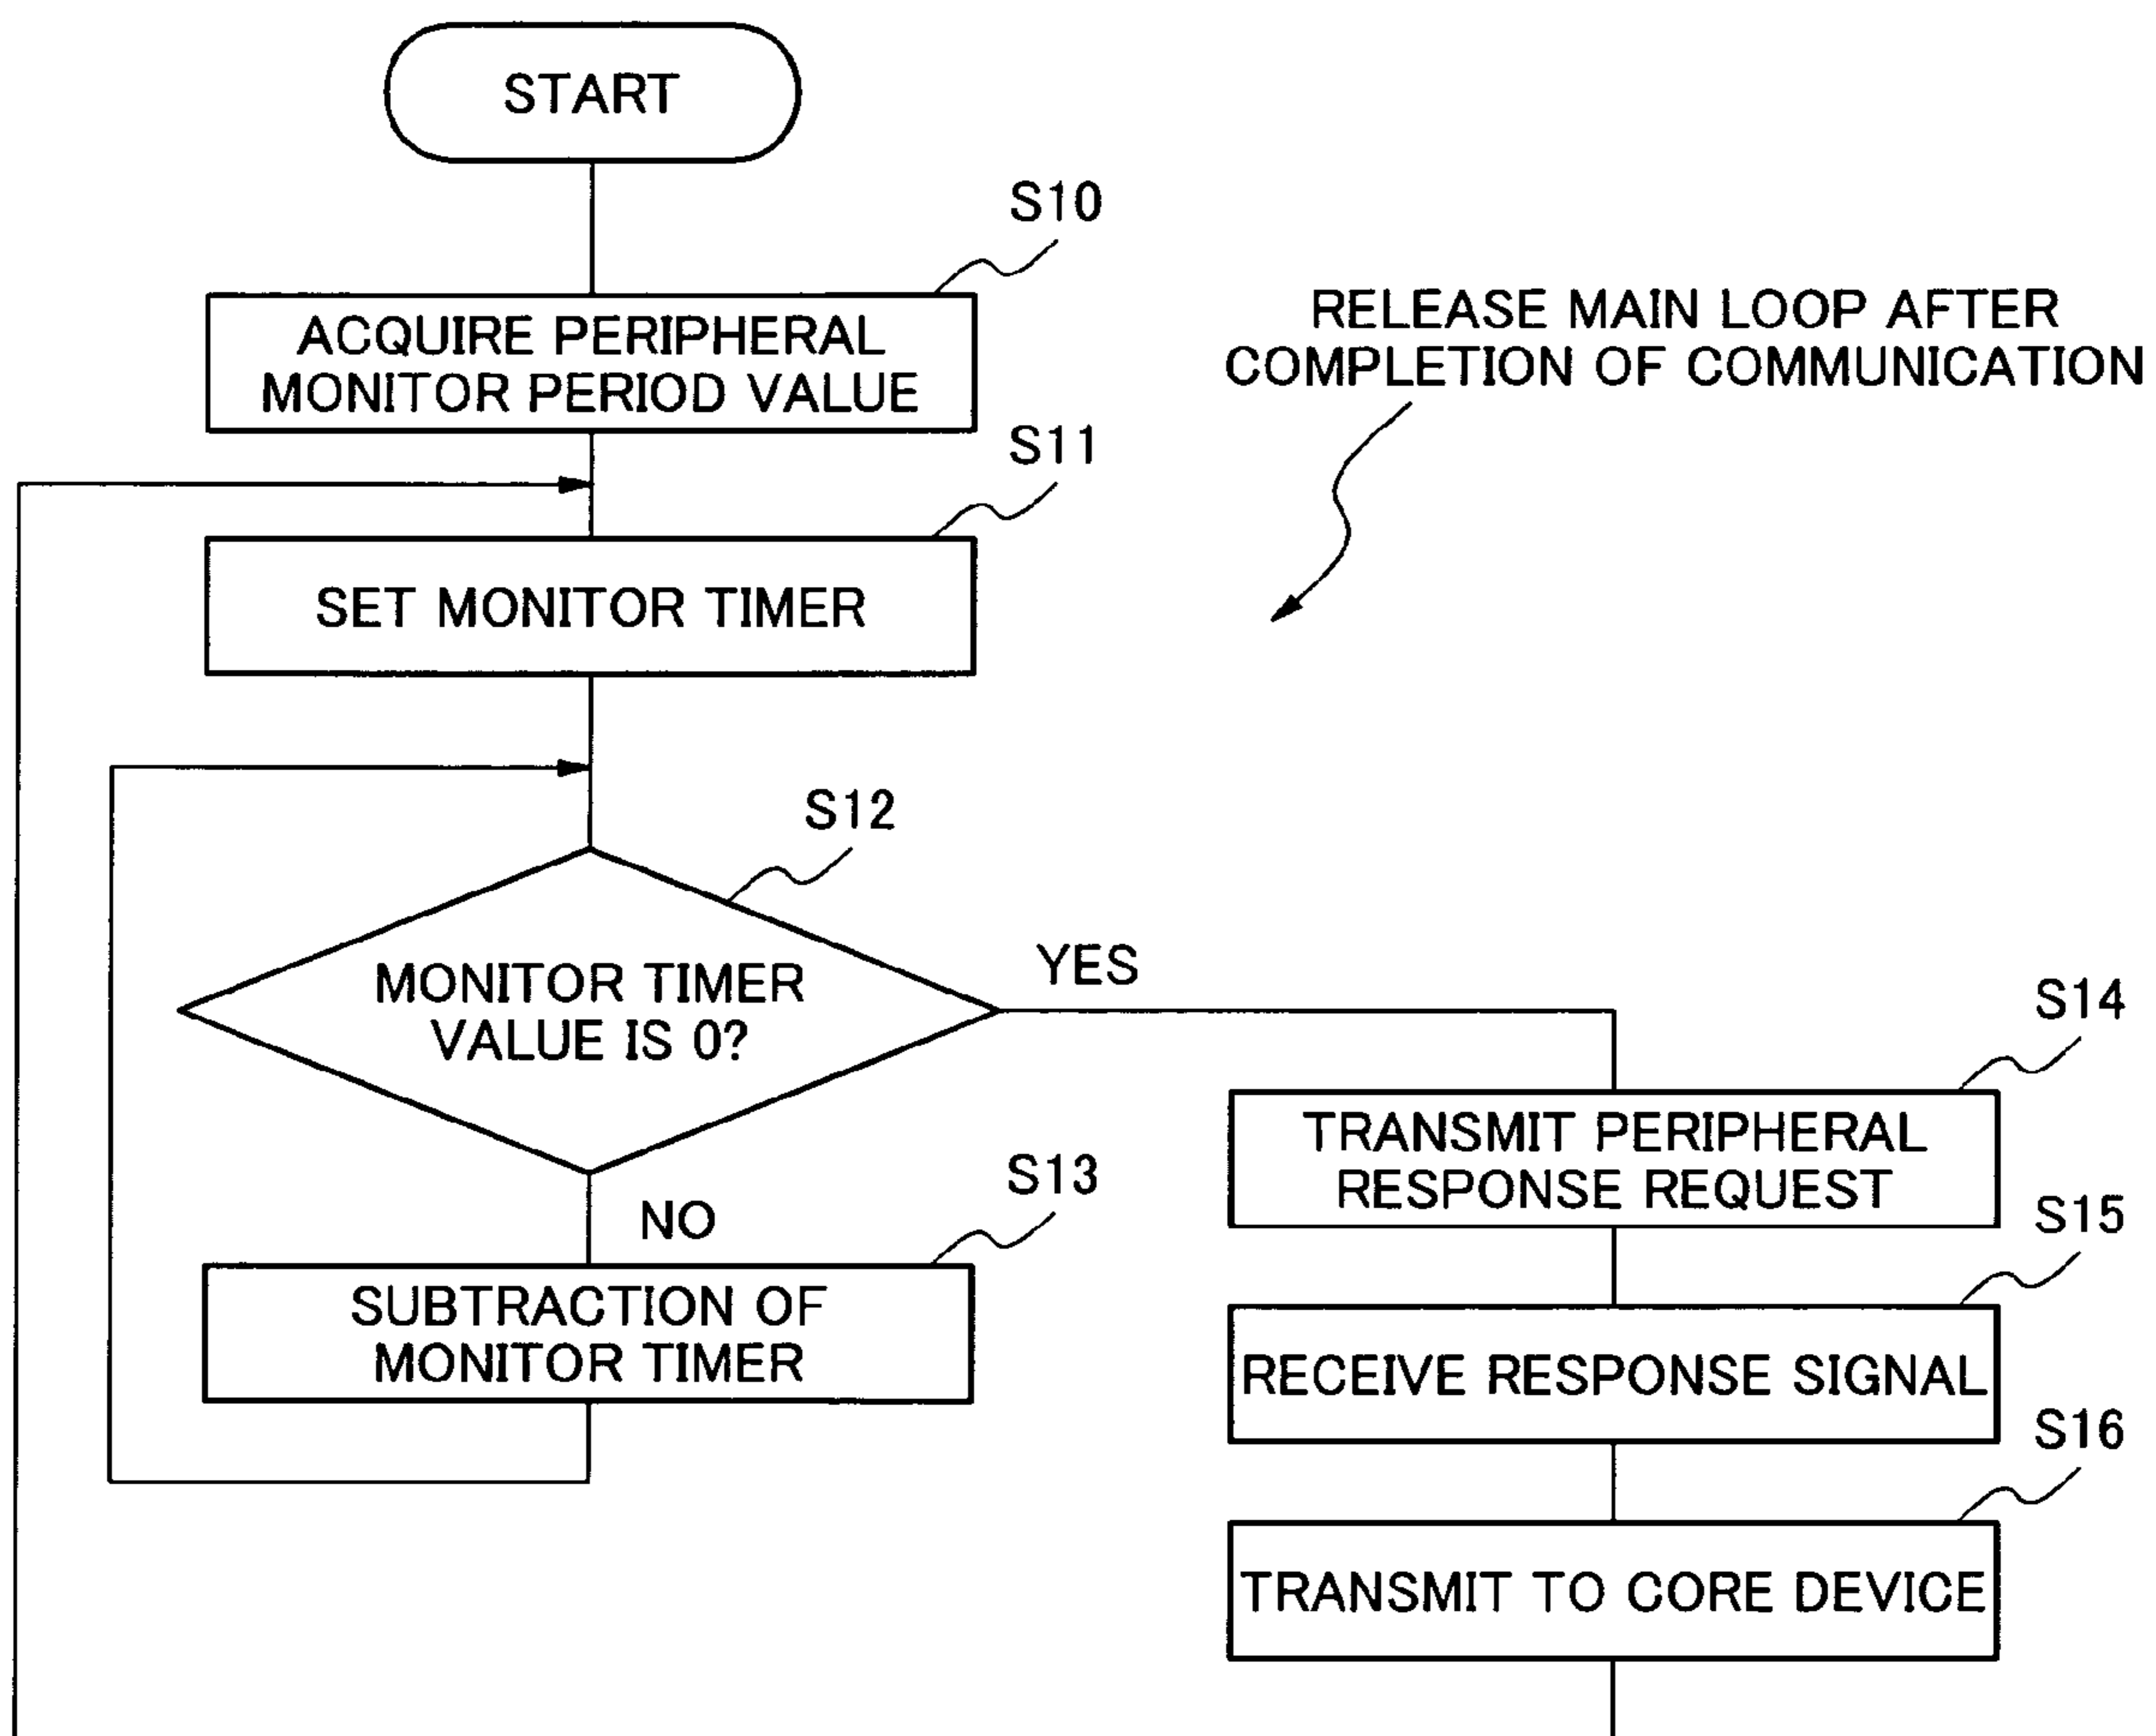 START
S10
ACQUIRE PERIPHERAL
MONITOR PERIOD VALUE
RELEASE MAIN LOOP AFTER
COMPLETION OF COMMUNICATION
S11
SET MONITOR TIMER
S12
MONITOR TIMER
VALUE IS 0?
YES
NO
S13
SUBTRACTION OF
MONITOR TIMER
S14
TRANSMIT PERIPHERAL
RESPONSE REQUEST
S15
RECEIVE RESPONSE SIGNAL
S16
TRANSMIT TO CORE DEVICE